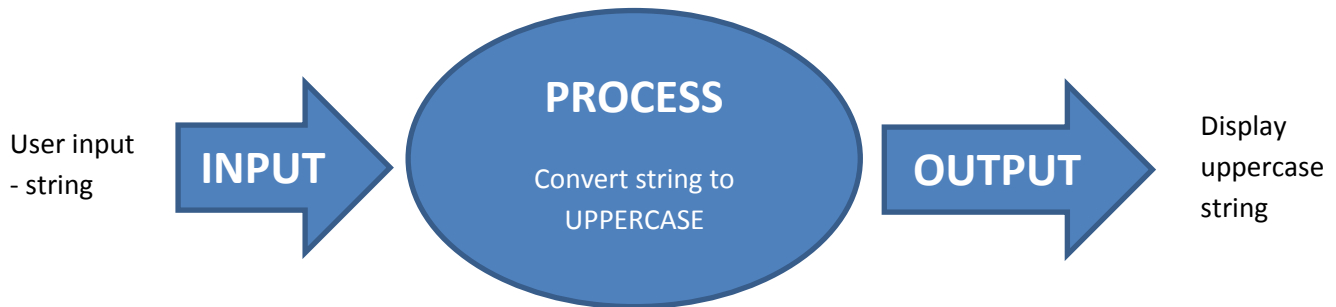 User input
- string
INPUT
PROCESS
Convert string to
UPPERCASE
OUTPUT
Display
uppercase
string